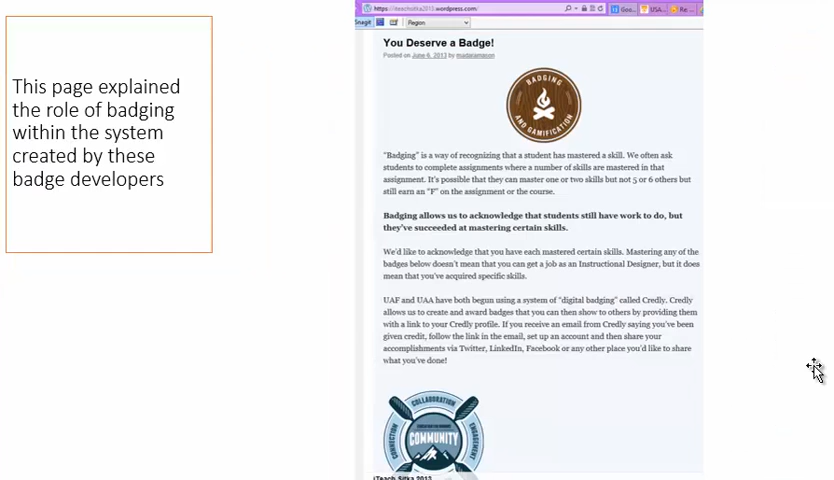 This page explained
the role of badging
within the system
created by these
badge developers
https://iteachsitka2013.wordpress.com/
Goo...
USA...
Re:
Snagit
Region
You Deserve a Badge!
Posted on June 6, 2013 by madaramason
BADGING
AND GAMIFICATION
"Badging" is a way of recognizing that a student has mastered a skill. We often ask
students to complete assignments where a number of skills are mastered in that
assignment. It's possible that they can master one or two skills but not 5 or 6 others but
still earn an "F" on the assignment or the course.
Badging allows us to acknowledge that students still have work to do, but
they've succeeded at mastering certain skills.
We'd like to acknowledge that you have each mastered certain skills. Mastering any of the
badges below doesn't mean that you can get a job as an Instructional Designer, but it does
mean that you've acquired specific skills.
UAF and UAA have both begun using a system of "digital badging" called Credly. Credly
allows us to create and award badges that you can then show to others by providing them
with a link to your Credly profile. If you receive an email from Credly saying you've been
given credit, follow the link in the email, set up an account and then share your
accomplishments via Twitter, LinkedIn, Facebook or any other place you'd like to share
what you've done!
COLLABORATION
CONNECTION
COMMUNITY
ENGAGEMENT
iTeach Sitka 2013